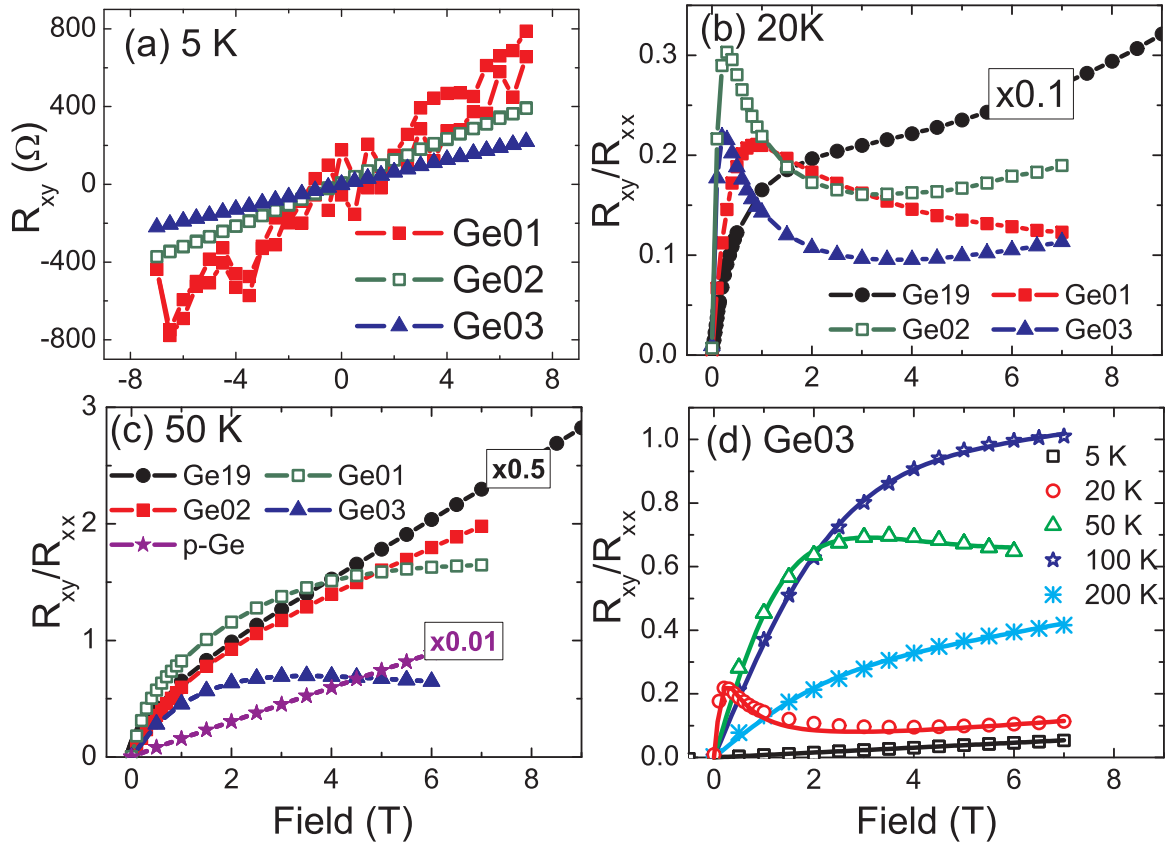 (a) 5 K
800
400
0
-400
-800
R_xy (Ω)
-8 -4 0 4 8
Ge01
Ge02
Ge03
(b) 20K
0.3
0.2
0.1
0.0
R_xy/R_xx
0 2 4 6 8
x0.1
Ge19 Ge01
Ge02 Ge03
(c) 50 K
3
2
1
0
R_xy/R_xx
0 2 4 6 8
Field (T)
Ge19 Ge01
Ge02 Ge03
p-Ge
x0.5
x0.01
(d) Ge03
1.0
0.8
0.6
0.4
0.2
0.0
R_xy/R_xx
0 2 4 6 8
Field (T)
5 K
20 K
50 K
100 K
200 K